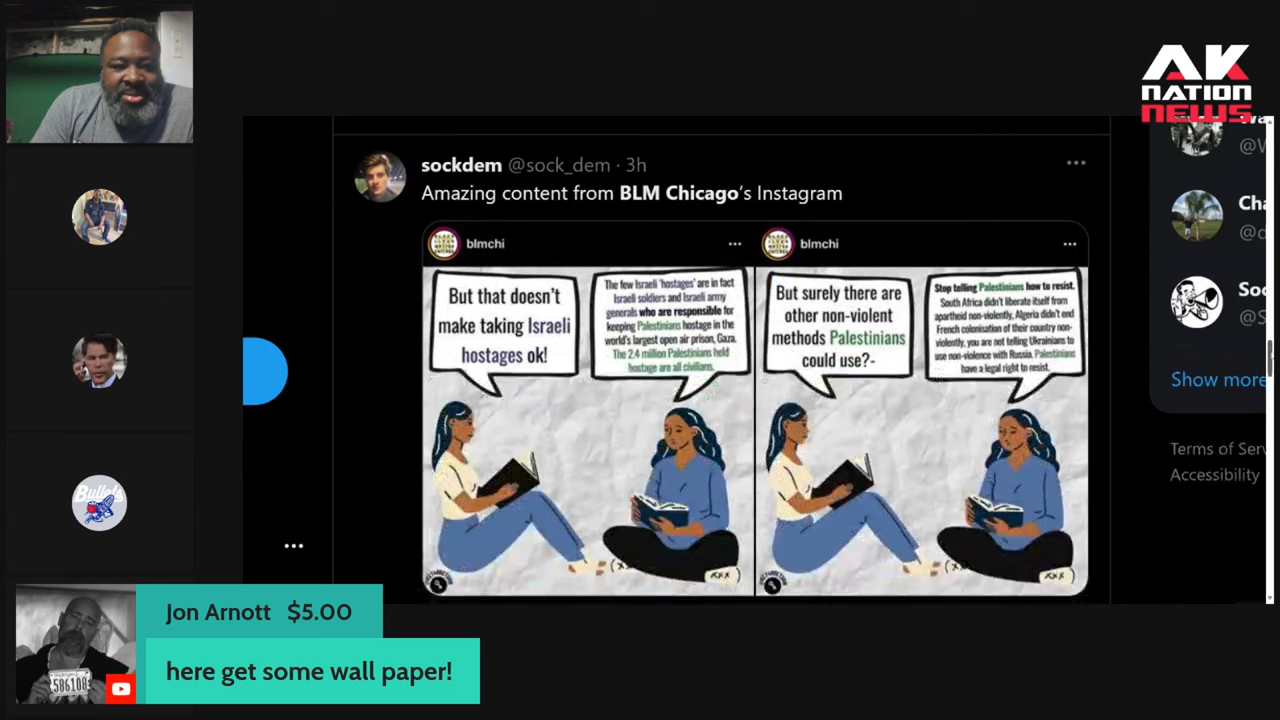 AK
NATION
NEWS
sockdem @sock_dem · 3h
Amazing content from BLM Chicago's Instagram
blmchi
But that doesn't
make taking Israeli
hostages ok!
The few Israeli 'hostages' are in fact
Israeli soldiers and Israeli army
generals who are responsible for
keeping Palestinians hostage in the
world's largest open air prison, Gaza.
The 2.4 million Palestinians held
hostage are all civilians.
blmchi
But surely there are
other non-violent
methods Palestinians
could use?-
Stop telling Palestinians how to resist.
South Africa didn't liberate itself from
apartheid non-violently, Algeria didn't end
French colonisation of their country non-
violently, you are not telling Ukrainians to
use non-violence with Russia. Palestinians
have a legal right to resist.
Show more
Terms of Serv
Accessibility
Bullets
Jon Arnott $5.00
here get some wall paper!
586108